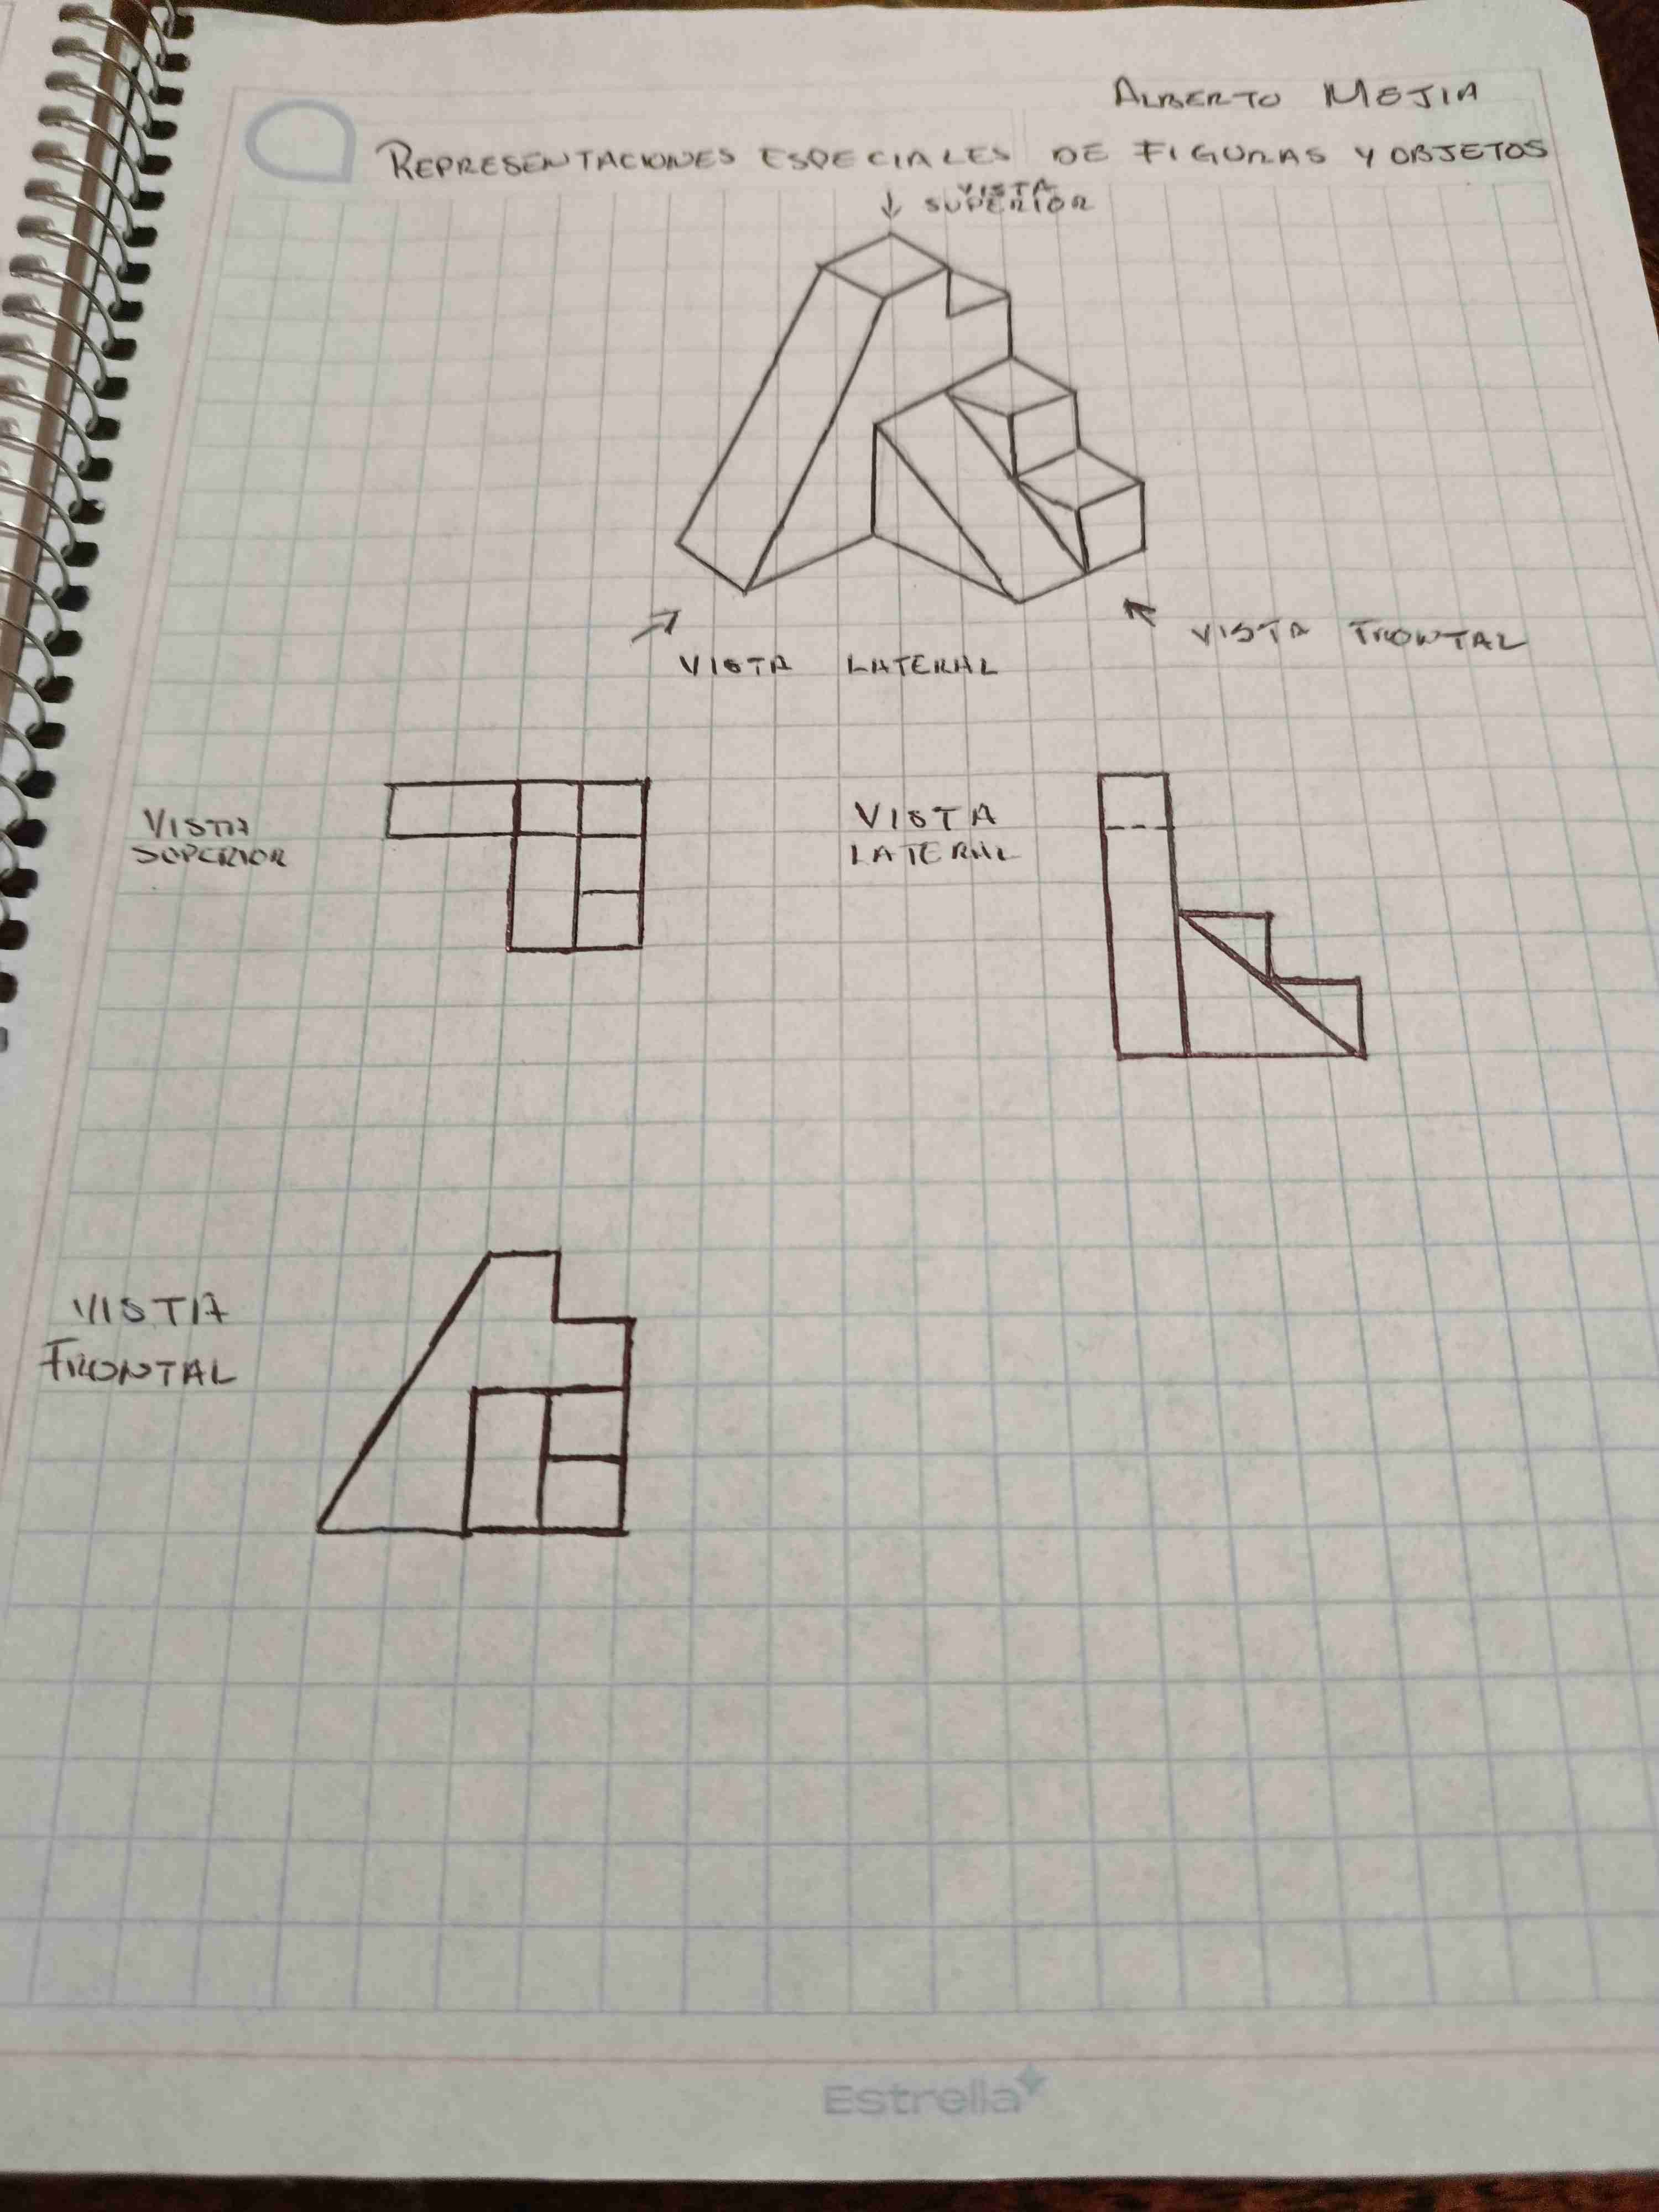 ALBERTO MEJIA
REPRESENTACIONES ESPECIALES DE FIGURAS Y OBJETOS
VISTA
SUPERIOR
VISTA FRONTAL
VISTA LATERAL
VISTA
SUPERIOR
VISTA
LATERAL
VISTA
FRONTAL
Estrella